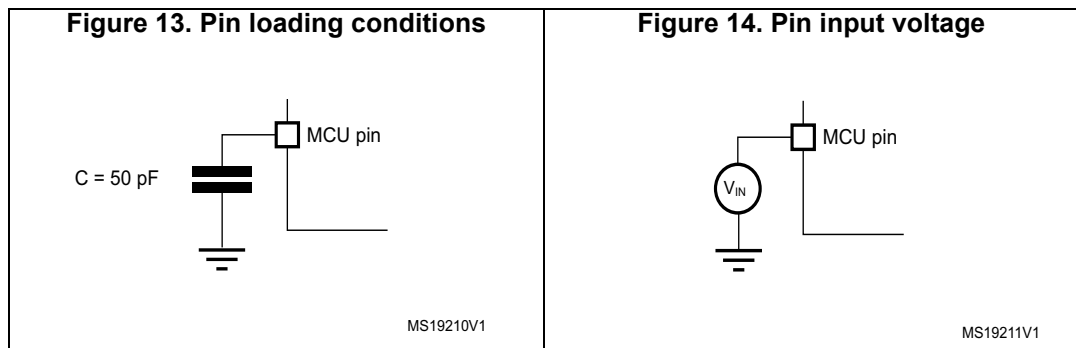 Figure 13. Pin loading conditions
MCU pin
C = 50 pF
MS19210V1
Figure 14. Pin input voltage
MCU pin
VIN
MS19211V1